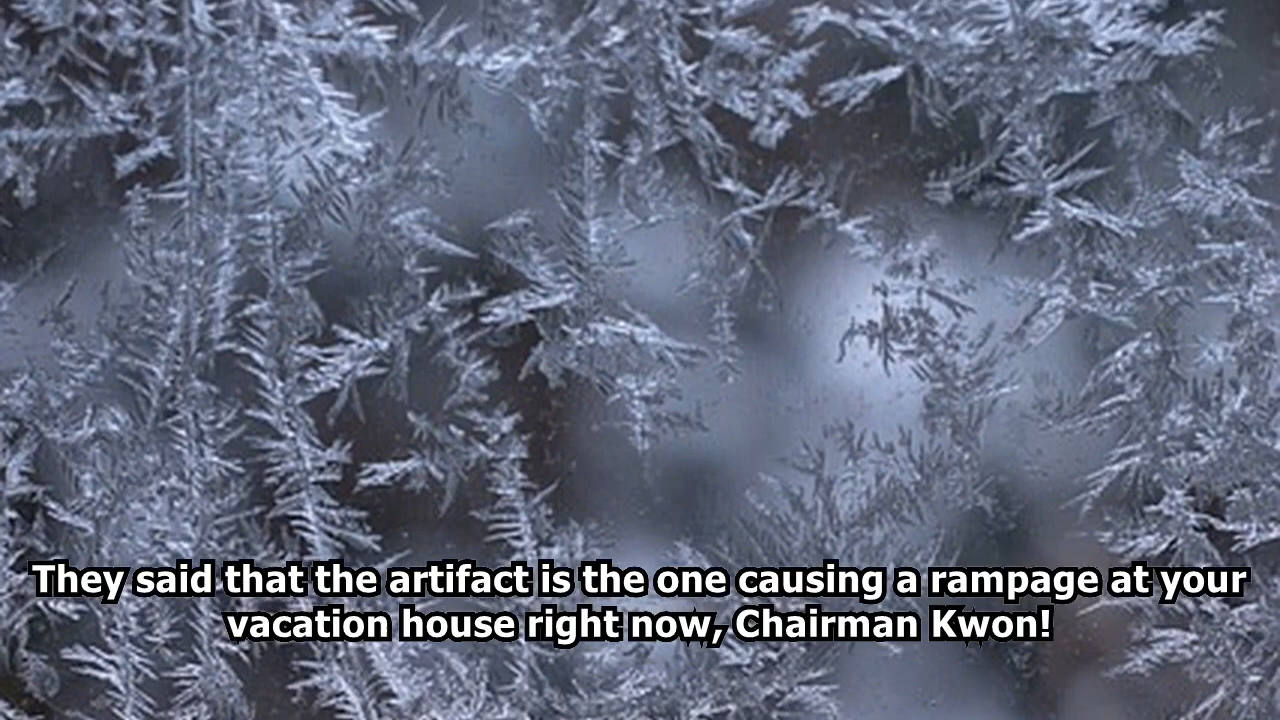 They said that the artifact is the one causing a rampage at your
vacation house right now, Chairman Kwon!